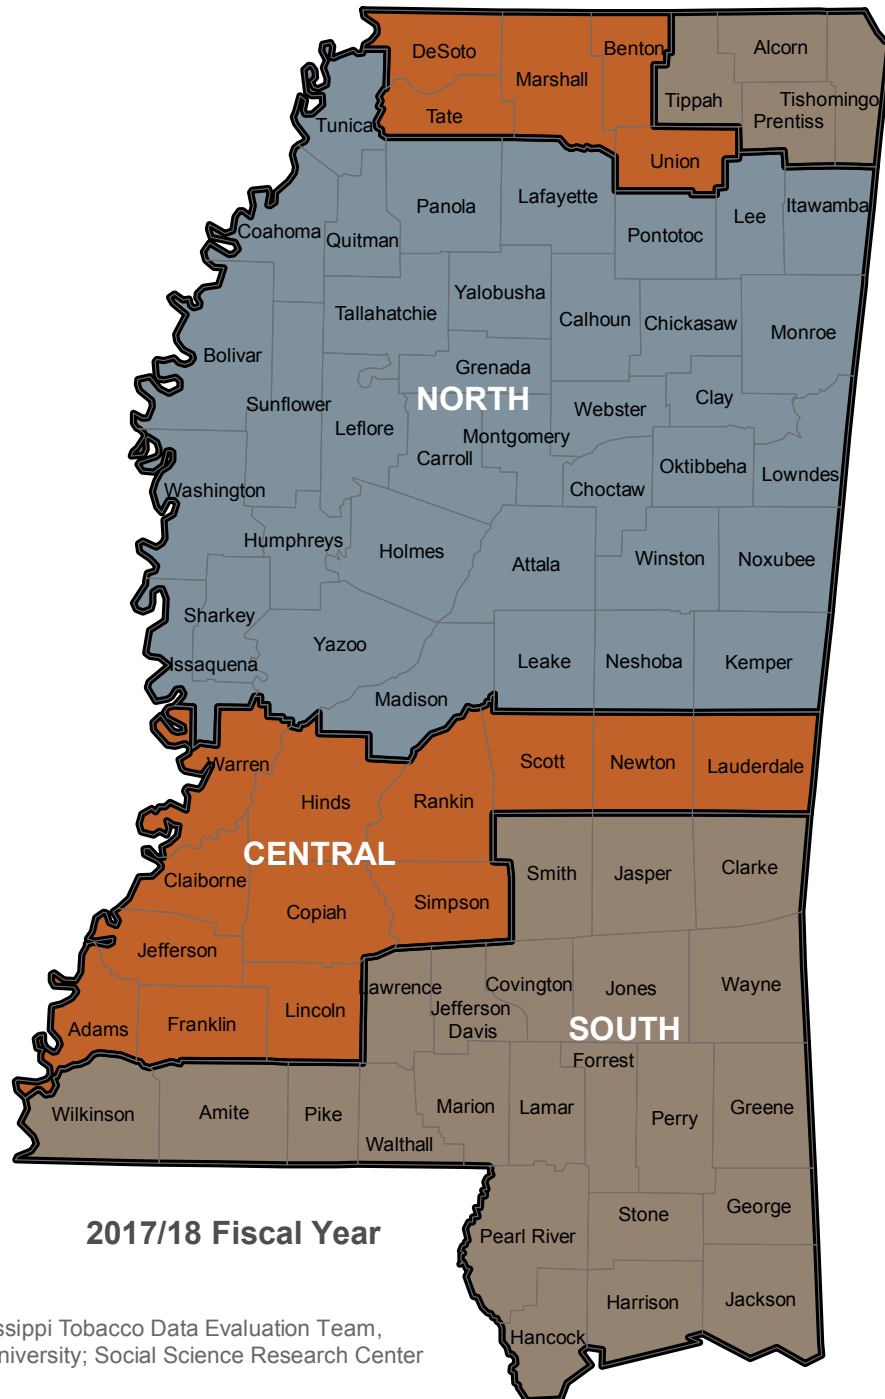 DeSoto
Benton
Alcorn
Marshall
Tippah
Tishomingo
Tate
Prentiss
Tunica
Union
Panola
Lafayette
Itawamba
Lee
Coahoma
Quitman
Pontotoc
Yalobusha
Tallahatchie
Calhoun
Chickasaw
Monroe
Bolivar
Grenada
NORTH
Clay
Sunflower
Webster
Leflore
Montgomery
Carroll
Oktibbeha
Lowndes
Washington
Choctaw
Humphreys
Holmes
Attala
Winston
Noxubee
Sharkey
Yazoo
Issaquena
Leake
Neshoba
Kemper
Madison
Warren
Scott
Newton
Lauderdale
Hinds
Rankin
CENTRAL
Smith
Jasper
Clarke
Claiborne
Copiah
Simpson
Jefferson
Lawrence
Covington
Jones
Wayne
Jefferson
Davis
Lincoln
Adams
Franklin
SOUTH
Forrest
Wilkinson
Amite
Pike
Marion
Lamar
Perry
Greene
Walthall
George
Stone
2017/18 Fiscal Year
Pearl River
Harrison
Jackson
Hancock
ssippi Tobacco Data Evaluation Team,
niversity; Social Science Research Center